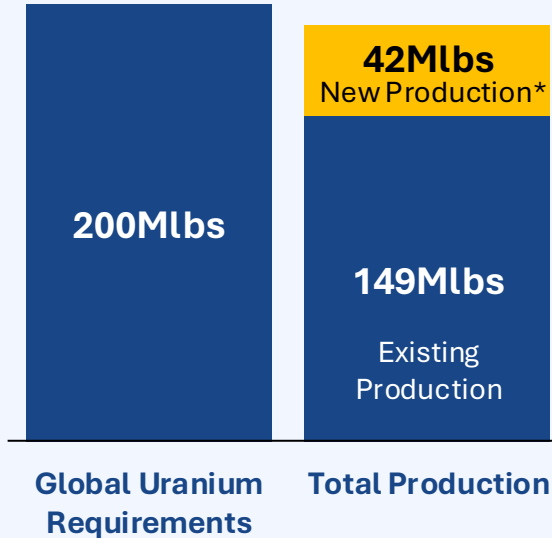 42Mlbs
New Production*
200Mlbs
149Mlbs
Existing
Production
Global Uranium
Requirements
Total Production